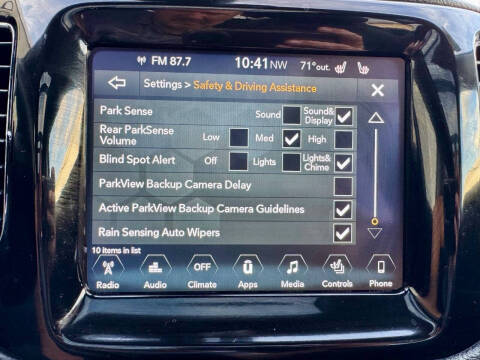 FM 87.7 10:41 NW 71° out.
Settings > Safety & Driving Assistance
Park Sense Sound Sound& Display
Rear ParkSense Volume Low Med High
Blind Spot Alert Off Lights Lights& Chime
ParkView Backup Camera Delay
Active ParkView Backup Camera Guidelines
Rain Sensing Auto Wipers
10 items in list
OFF
Radio Audio Climate Apps Media Controls Phone